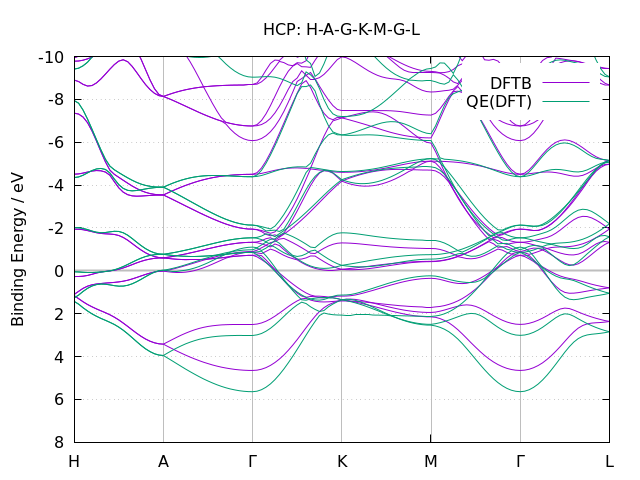 HCP: H-A-G-K-M-G-L
-10
-8
-6
-4
-2
0
2
4
6
8
Binding Energy / eV
DFTB
QE(DFT)
H A Γ K M Γ L